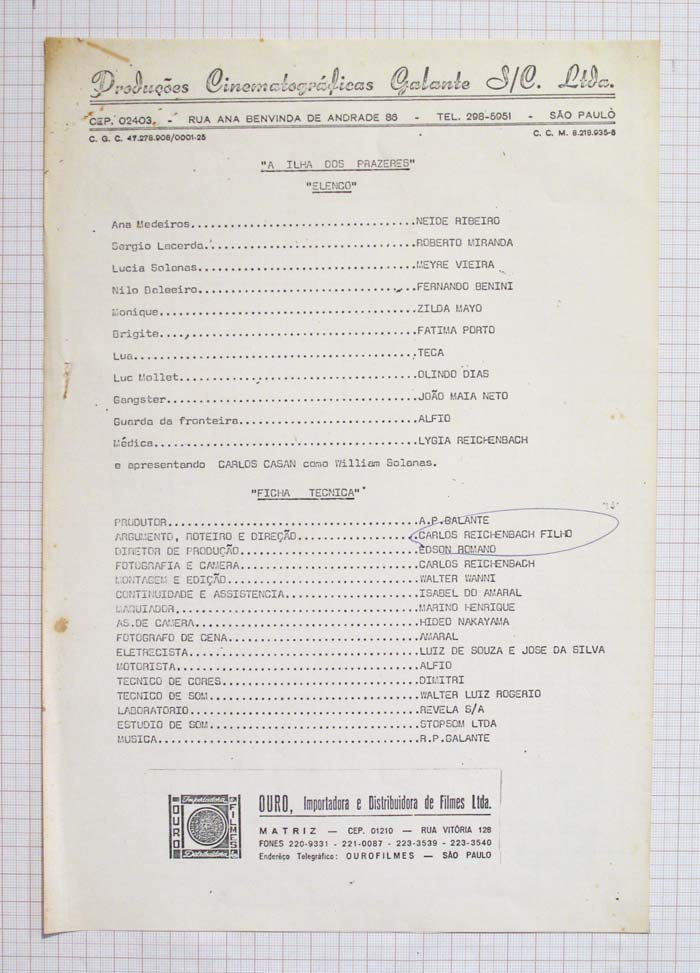 Produções Cinematográficas Galante I/C. Ltda.
CEP. 02403 - RUA ANA BENVINDA DE ANDRADE 86 - TEL. 298-5951 - SÃO PAULO
C. G. C. 47.278.908/0001-25 C. C. M. 8.218.935-8
"A ILHA DOS PRAZERES"
"ELENCO"
Ana Medeiros..................................NEIDE RIBEIRO
Sergio Lacerda................................ROBERTO MIRANDA
Lucia Solanas.................................MEYRE VIEIRA
Nilo Baleeiro.................................FERNANDO BENINI
Monique.......................................ZILDA MAYO
Brigite.......................................FATIMA PORTO
Lua...........................................TECA
Luc Mollet....................................OLINDO DIAS
Gangster......................................JOÃO MAIA NETO
Guarda da fronteira...........................ALFIO
Médica........................................LYGIA REICHENBACH
e apresentando CARLOS CASAN como William Solanas.
"FICHA TECNICA"
PRODUTOR......................................A.P.GALANTE
ARGUMENTO, ROTEIRO E DIREÇÃO..................CARLOS REICHENBACH FILHO
DIRETOR DE PRODUÇÃO...........................EDSON ROMANO
FOTOGRAFIA E CAMERA...........................CARLOS REICHENBACH
MONTAGEM E EDIÇÃO.............................WALTER WANNI
CONTINUIDADE E ASSISTENCIA....................ISABEL DO AMARAL
MAQUIADOR.....................................MARINO HENRIQUE
AS.DE CAMERA..................................HIDEO NAKAYAMA
FOTOGRAFO DE CENA.............................AMARAL
ELETRECISTA...................................LUIZ DE SOUZA E JOSE DA SILVA
MOTORISTA.....................................ALFIO
TECNICO DE CORES..............................DIMITRI
TECNICO DE SOM................................WALTER LUIZ ROGERIO
LABORATORIO...................................REVELA S/A
ESTUDIO DE SOM................................STOPSOM LTDA
MUSICA........................................R.P.GALANTE
Importadora
OURO
FILMES
Distribuidora
OURO, Importadora e Distribuidora de Filmes Ltda.
MATRIZ — CEP. 01210 — RUA VITÓRIA 128
FONES 220-9331 - 221-0087 - 223-3539 - 223-3540
Enderêço Telegráfico: OUROFILMES — SÃO PAULO